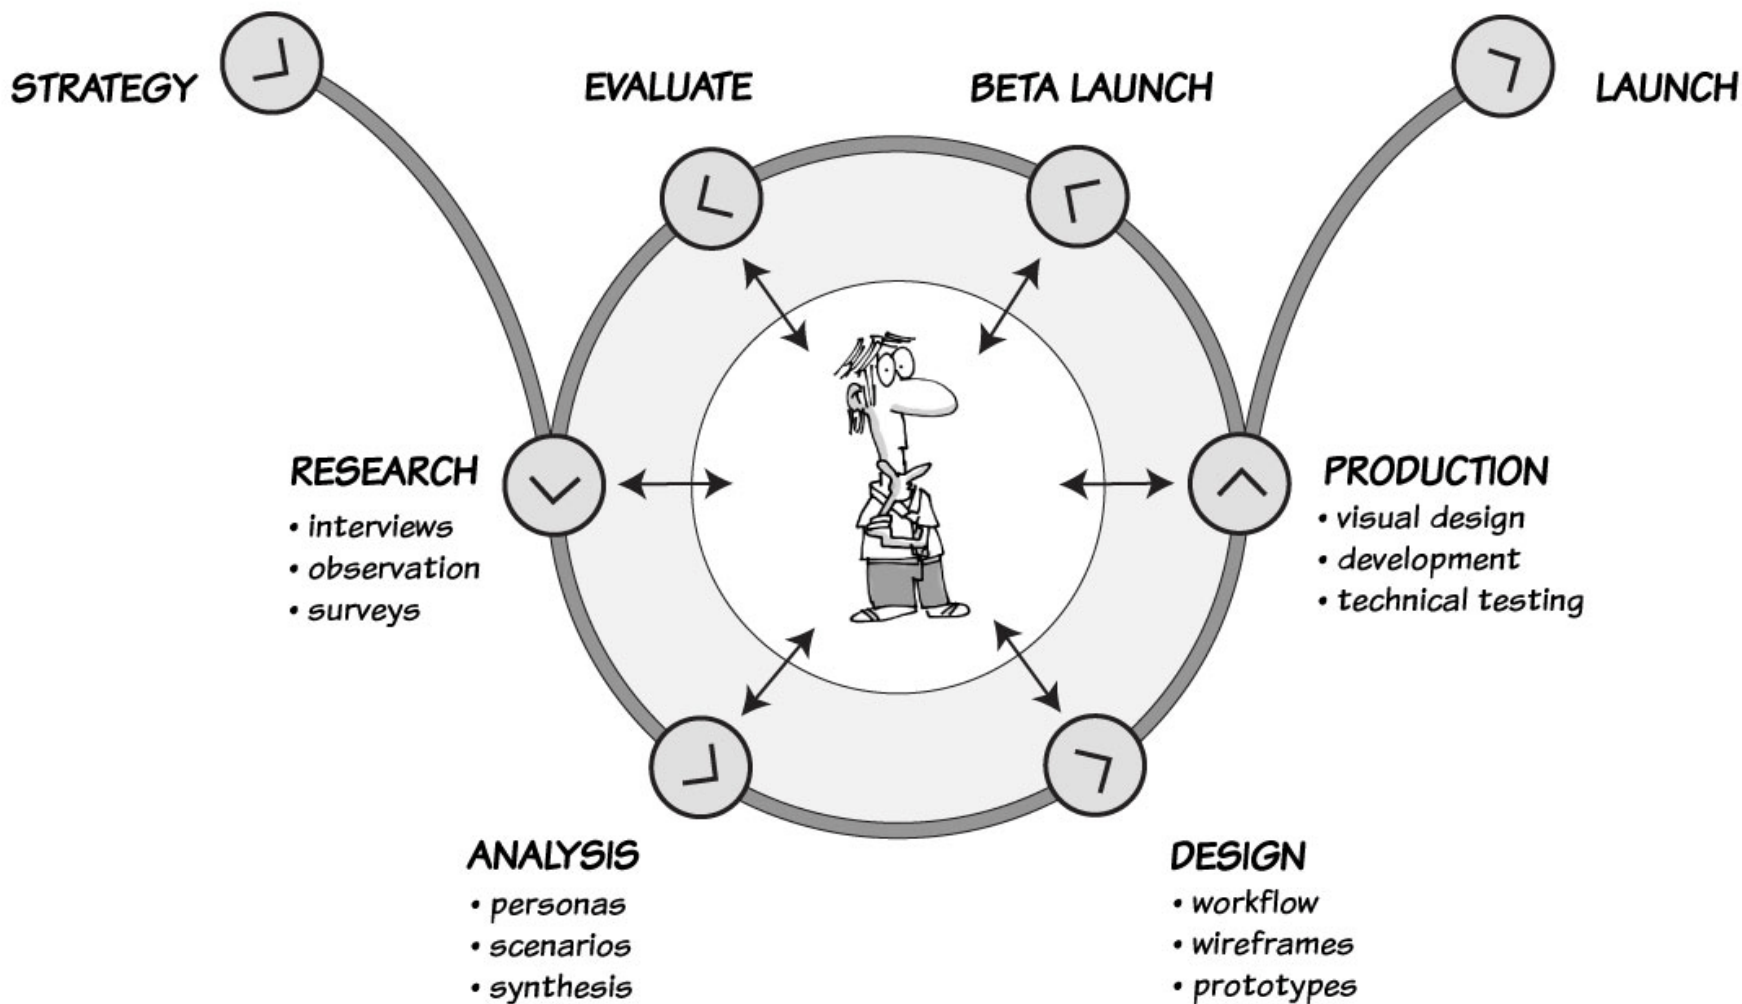 STRATEGY
EVALUATE
BETA LAUNCH
LAUNCH
RESEARCH
• interviews
• observation
• surveys
PRODUCTION
• visual design
• development
• technical testing
ANALYSIS
• personas
• scenarios
• synthesis
DESIGN
• workflow
• wireframes
• prototypes